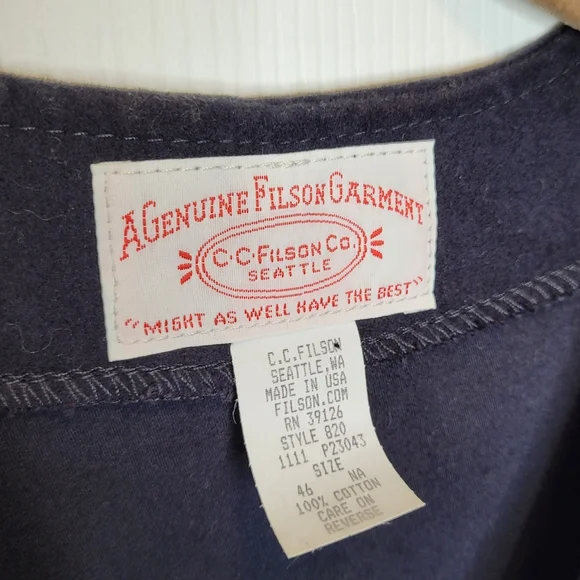 A GENUINE FILSON GARMENT
C·C·FILSON CO.
SEATTLE
"MIGHT AS WELL HAVE THE BEST"
C.C.FILSON
SEATTLE,WA
MADE IN USA
FILSON.COM
RN 39126
STYLE 820
1111 P23043
SIZE
46 NA
100% COTTON
CARE ON
REVERSE